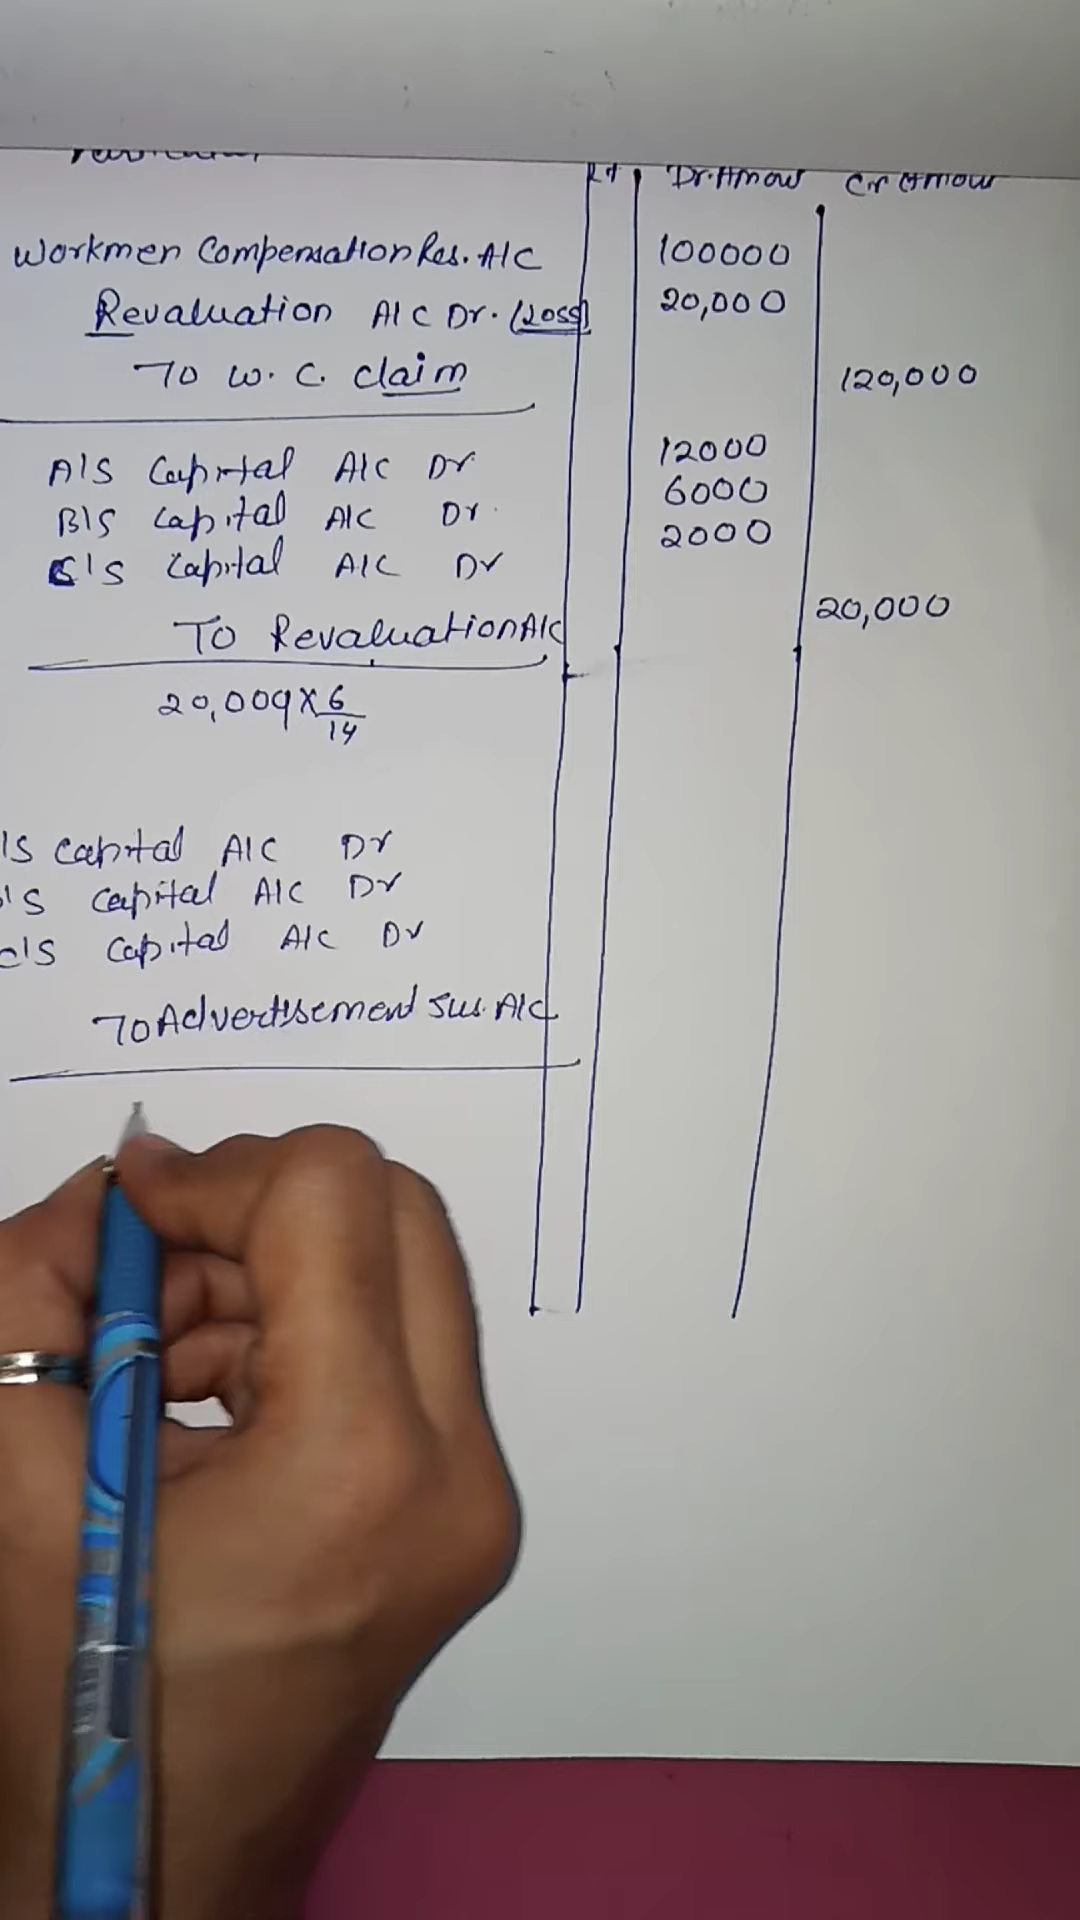 L.F Dr. Amou Cr Amou
Workmen Compensation Res. A/C 100000
Revaluation A/C Dr. (Loss) 20,000
To W. C. claim 120,000
A's Capital A/C Dr 12000
B's Capital A/C Dr. 6000
C's Capital A/C Dr 2000
To Revaluation A/C 20,000
20,000 x 6/14
's Capital A/C Dr
's Capital A/C Dr
C's Capital A/C Dr
To Advertisement Sus. A/C